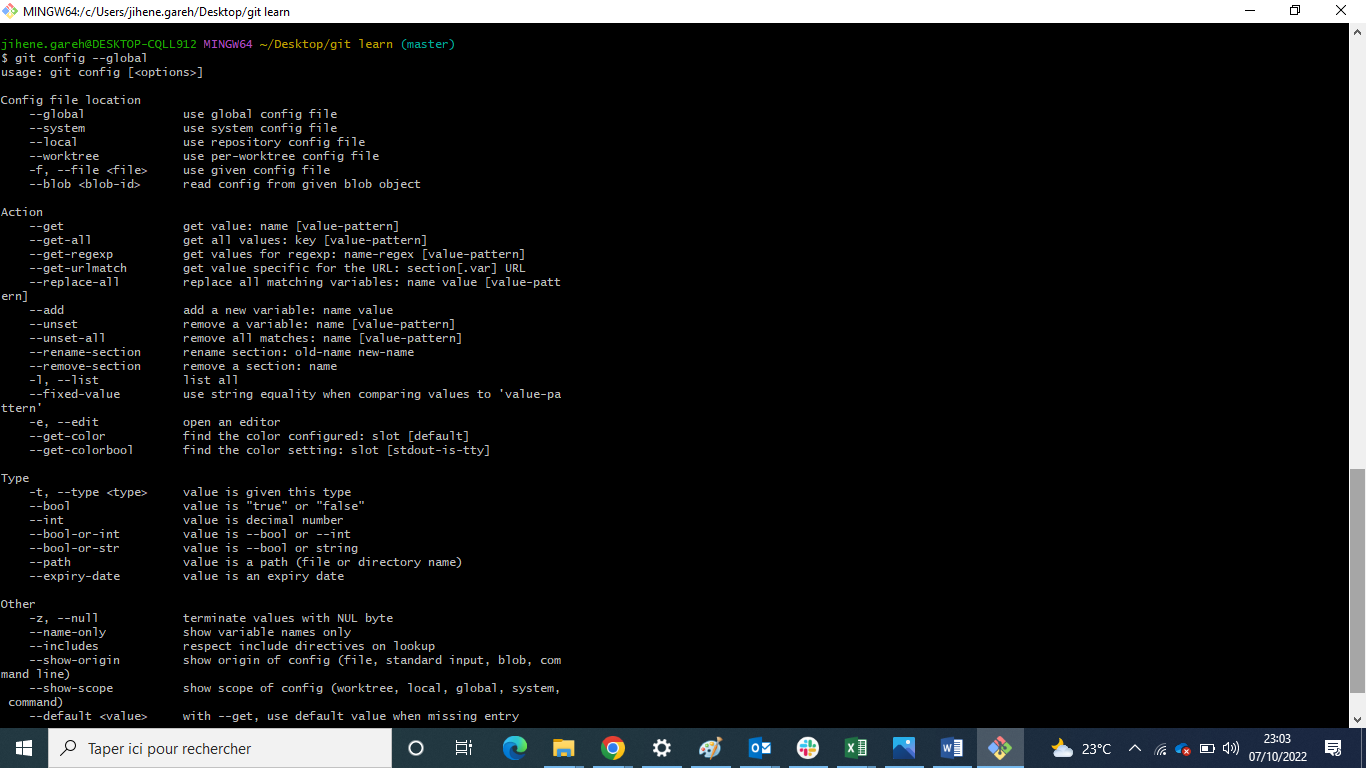 MINGW64:/c/Users/jihene.gareh/Desktop/git learn
jihene.gareh@DESKTOP-CQLL912 MINGW64 ~/Desktop/git learn (master)
$ git config --global
usage: git config [<options>]
Config file location
--global use global config file
--system use system config file
--local use repository config file
--worktree use per-worktree config file
-f, --file <file> use given config file
--blob <blob-id> read config from given blob object
Action
--get get value: name [value-pattern]
--get-all get all values: key [value-pattern]
--get-regexp get values for regexp: name-regex [value-pattern]
--get-urlmatch get value specific for the URL: section[.var] URL
--replace-all replace all matching variables: name value [value-patt
ern]
--add add a new variable: name value
--unset remove a variable: name [value-pattern]
--unset-all remove all matches: name [value-pattern]
--rename-section rename section: old-name new-name
--remove-section remove a section: name
-l, --list list all
--fixed-value use string equality when comparing values to 'value-pa
ttern'
-e, --edit open an editor
--get-color find the color configured: slot [default]
--get-colorbool find the color setting: slot [stdout-is-tty]
Type
-t, --type <type> value is given this type
--bool value is "true" or "false"
--int value is decimal number
--bool-or-int value is --bool or --int
--bool-or-str value is --bool or string
--path value is a path (file or directory name)
--expiry-date value is an expiry date
Other
-z, --null terminate values with NUL byte
--name-only show variable names only
--includes respect include directives on lookup
--show-origin show origin of config (file, standard input, blob, com
mand line)
--show-scope show scope of config (worktree, local, global, system,
command)
--default <value> with --get, use default value when missing entry
Taper ici pour rechercher
23°C
23:03
07/10/2022